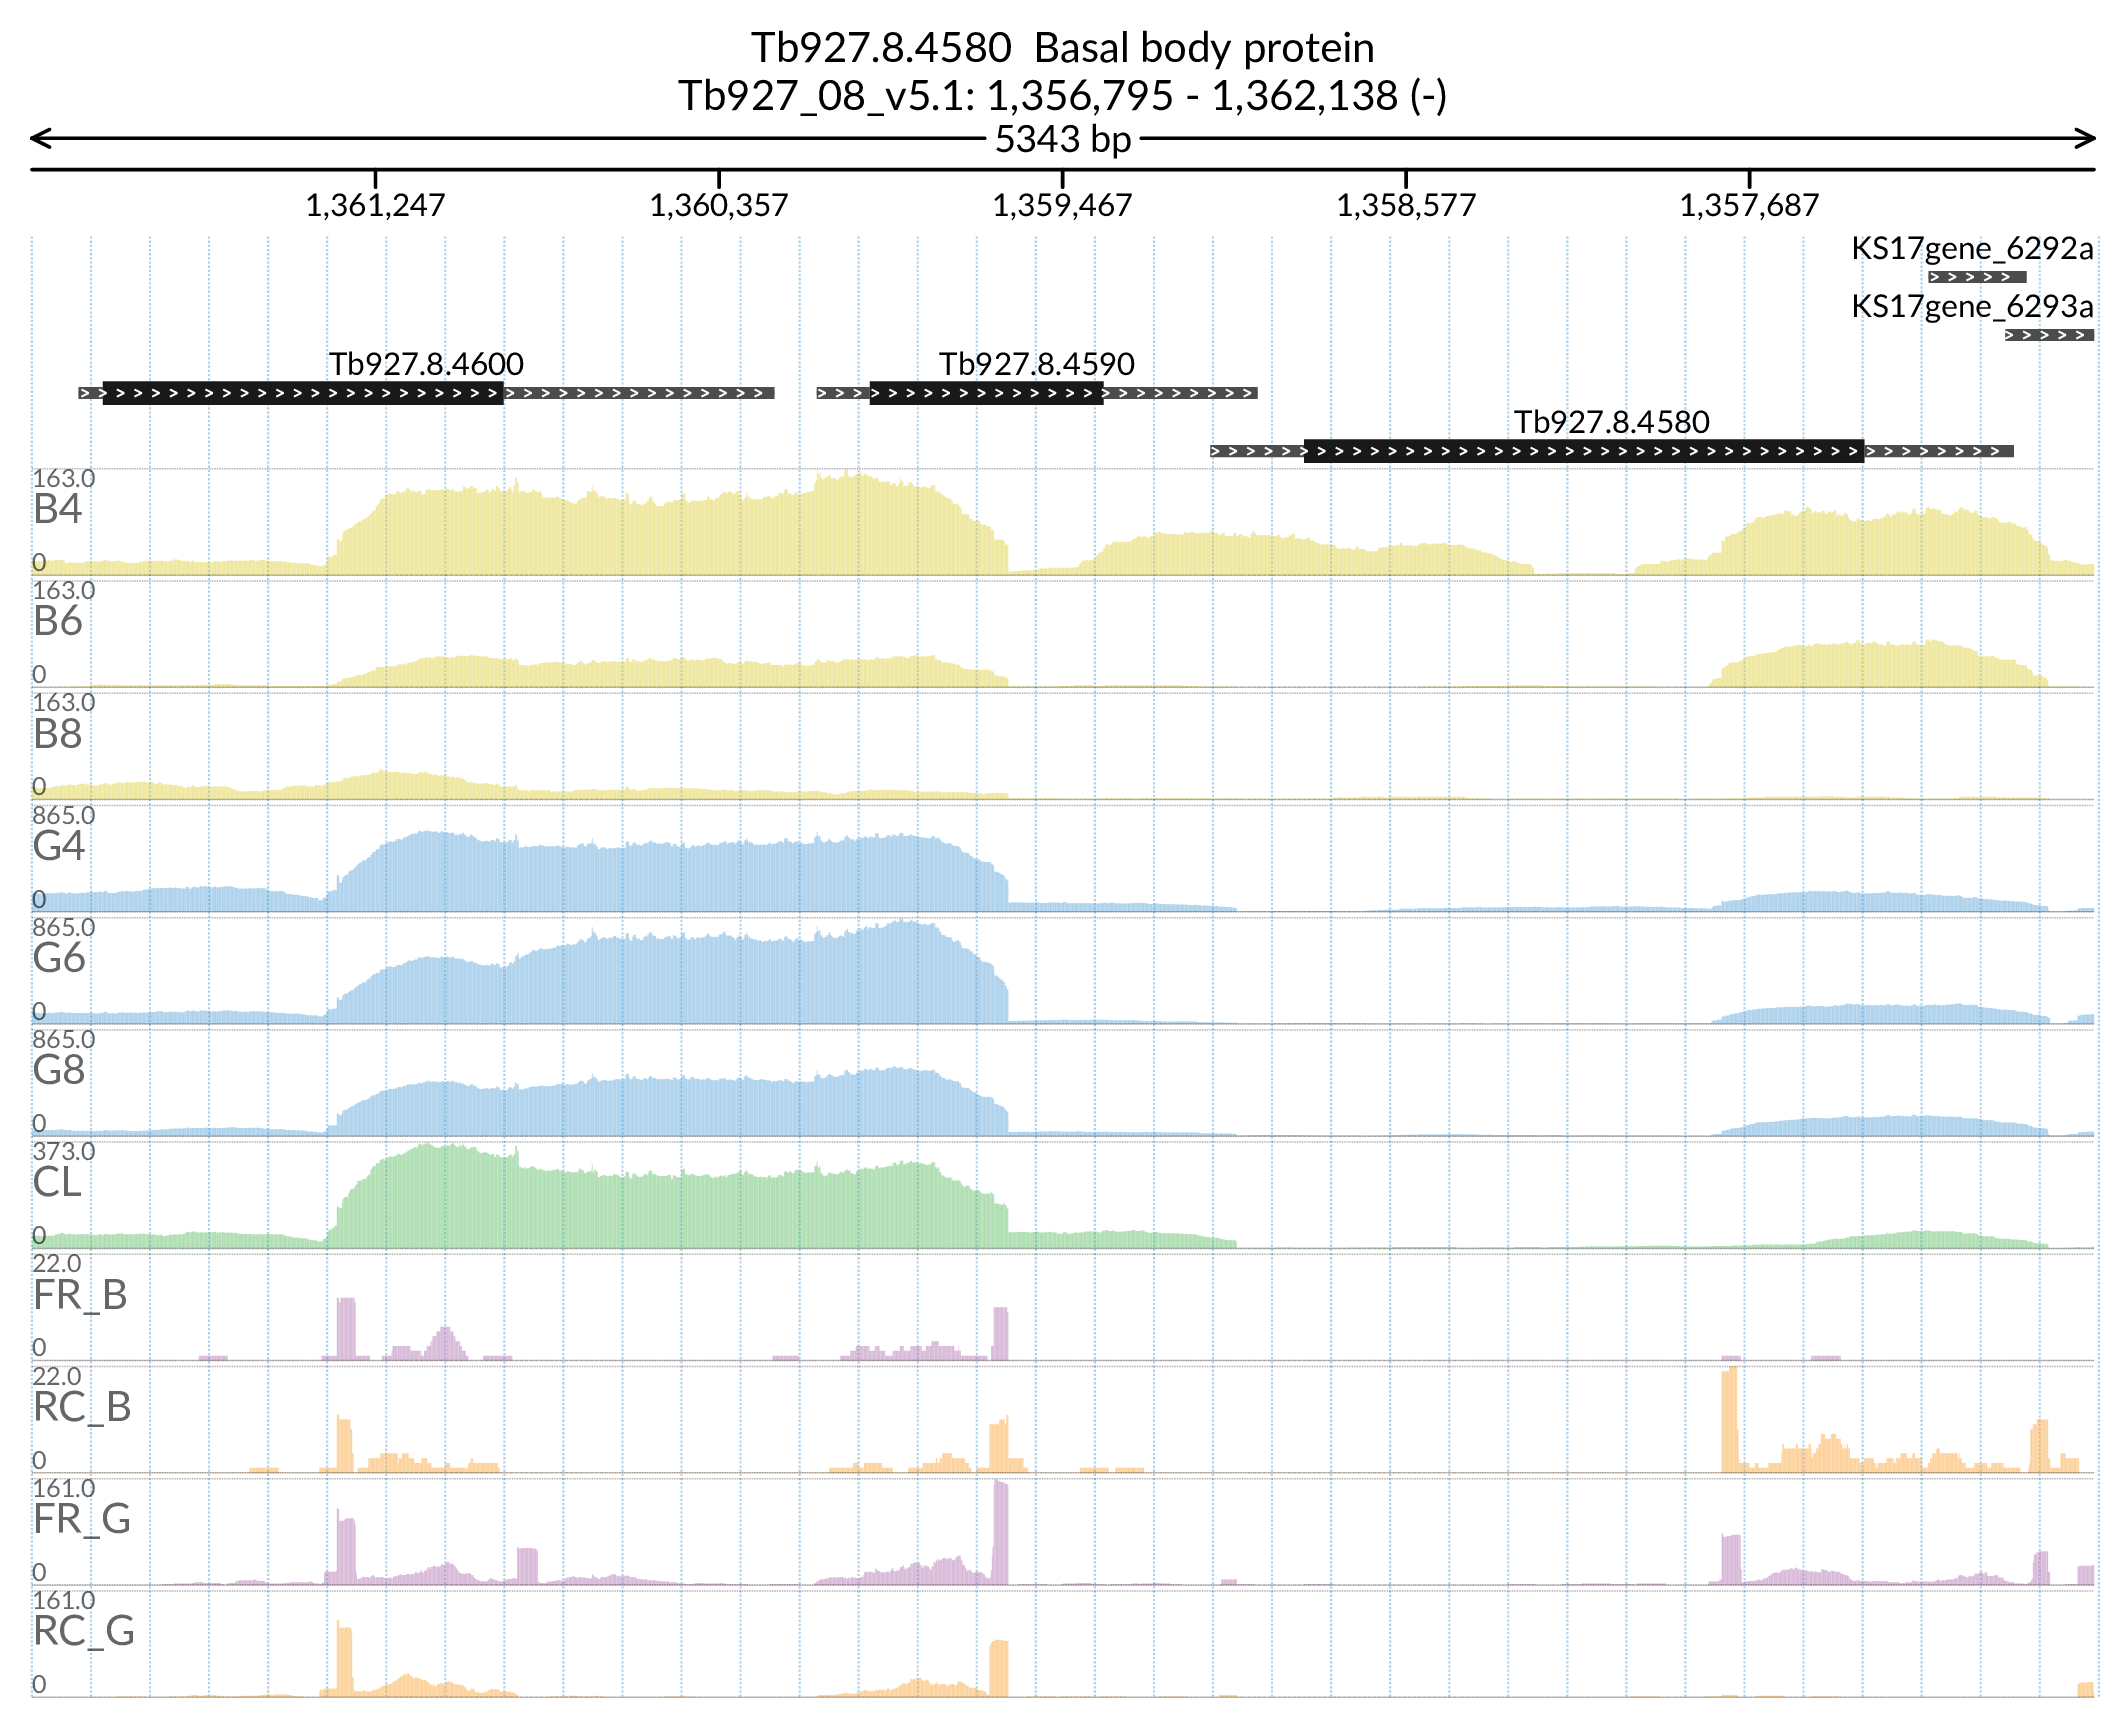 Tb927.8.4580  Basal body protein
Tb927_08_v5.1: 1,356,795 - 1,362,138 (-)
5343 bp
1,361,247 1,360,357 1,359,467 1,358,577 1,357,687
KS17gene_6292a
KS17gene_6293a
Tb927.8.4600 Tb927.8.4590
Tb927.8.4580
163.0
B4
0
163.0
B6
0
163.0
B8
0
865.0
G4
0
865.0
G6
0
865.0
G8
0
373.0
CL
0
22.0
FR_B
0
22.0
RC_B
0
161.0
FR_G
0
161.0
RC_G
0